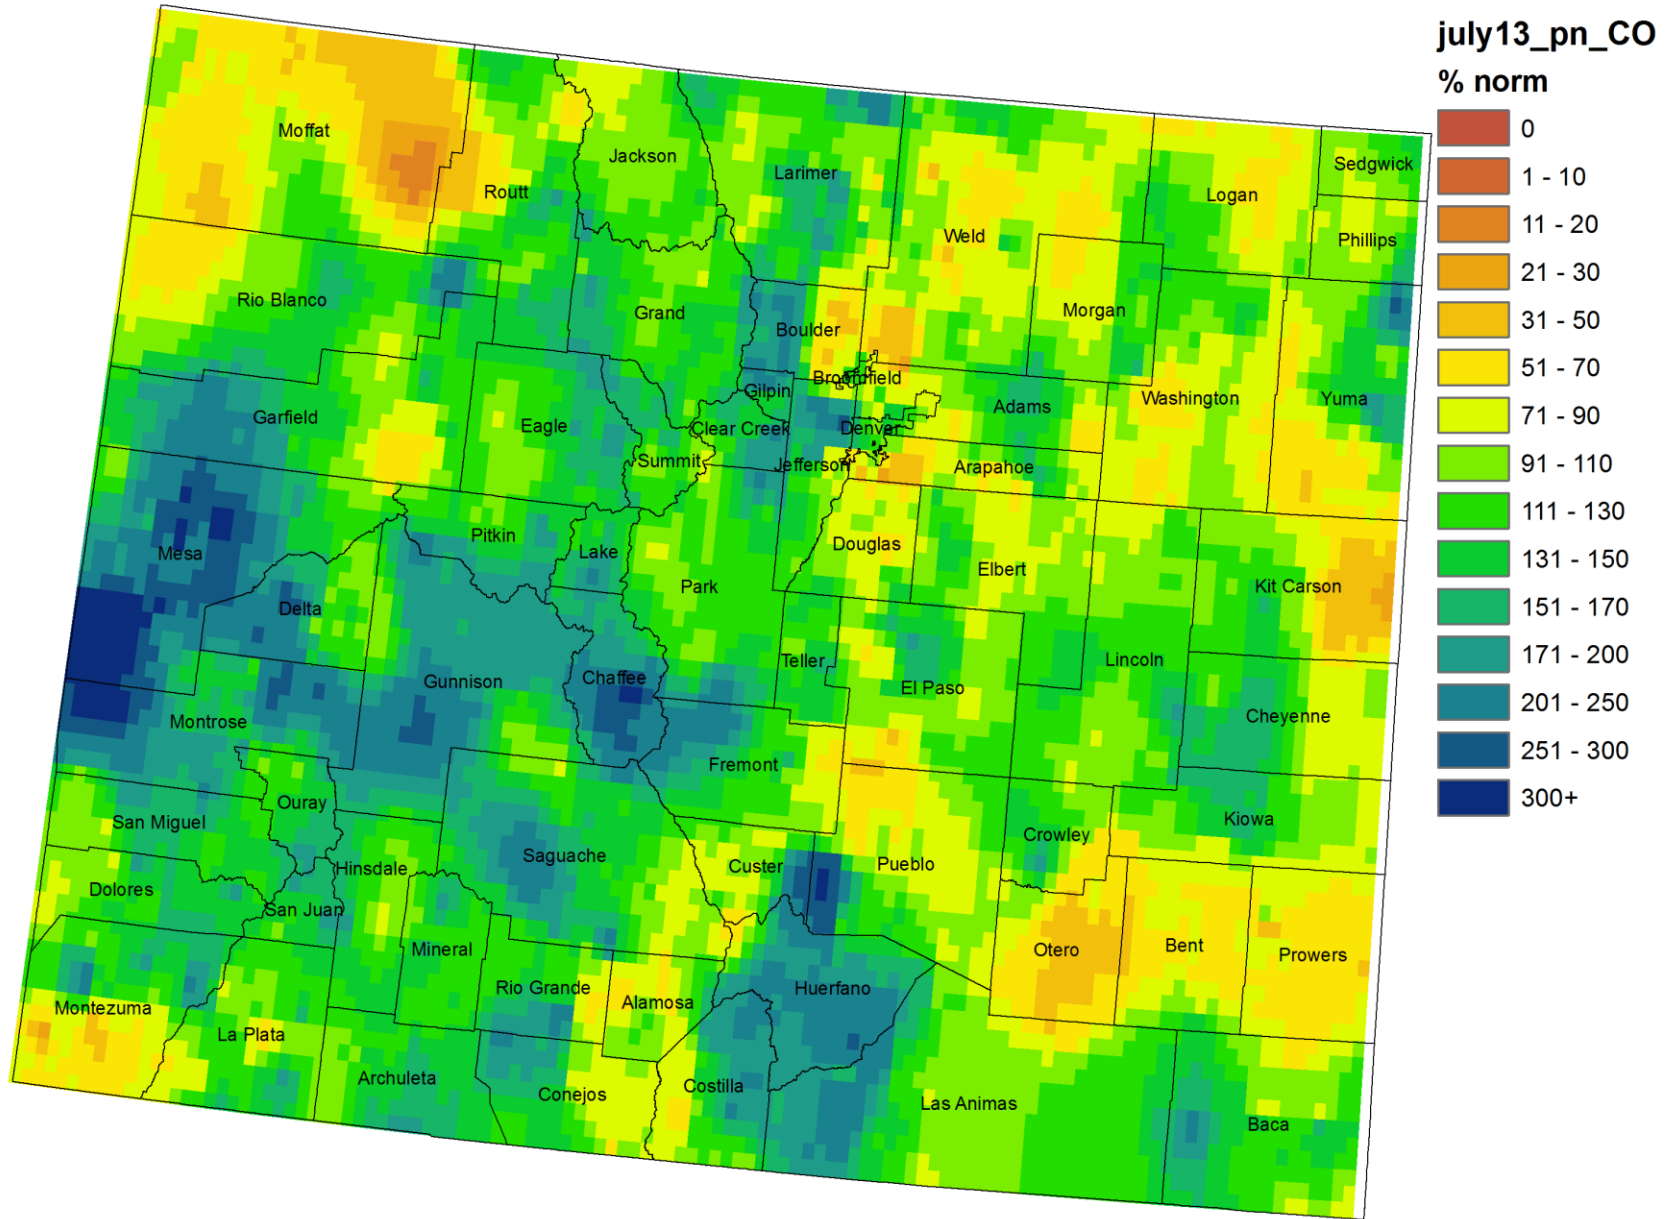 july13_pn_CO
% norm
0
1 - 10
11 - 20
21 - 30
31 - 50
51 - 70
71 - 90
91 - 110
111 - 130
131 - 150
151 - 170
171 - 200
201 - 250
251 - 300
300+
Moffat
Routt
Jackson
Larimer
Weld
Logan
Sedgwick
Phillips
Rio Blanco
Grand
Boulder
Morgan
Broomfield
Gilpin
Garfield
Eagle
Clear Creek
Denver
Adams
Washington
Yuma
Summit
Jefferson
Arapahoe
Mesa
Pitkin
Lake
Douglas
Elbert
Kit Carson
Delta
Park
Gunnison
Chaffee
Teller
El Paso
Lincoln
Cheyenne
Montrose
Fremont
Ouray
San Miguel
Saguache
Custer
Pueblo
Crowley
Kiowa
Hinsdale
Dolores
San Juan
Mineral
Otero
Bent
Prowers
Rio Grande
Alamosa
Huerfano
Montezuma
La Plata
Archuleta
Conejos
Costilla
Las Animas
Baca